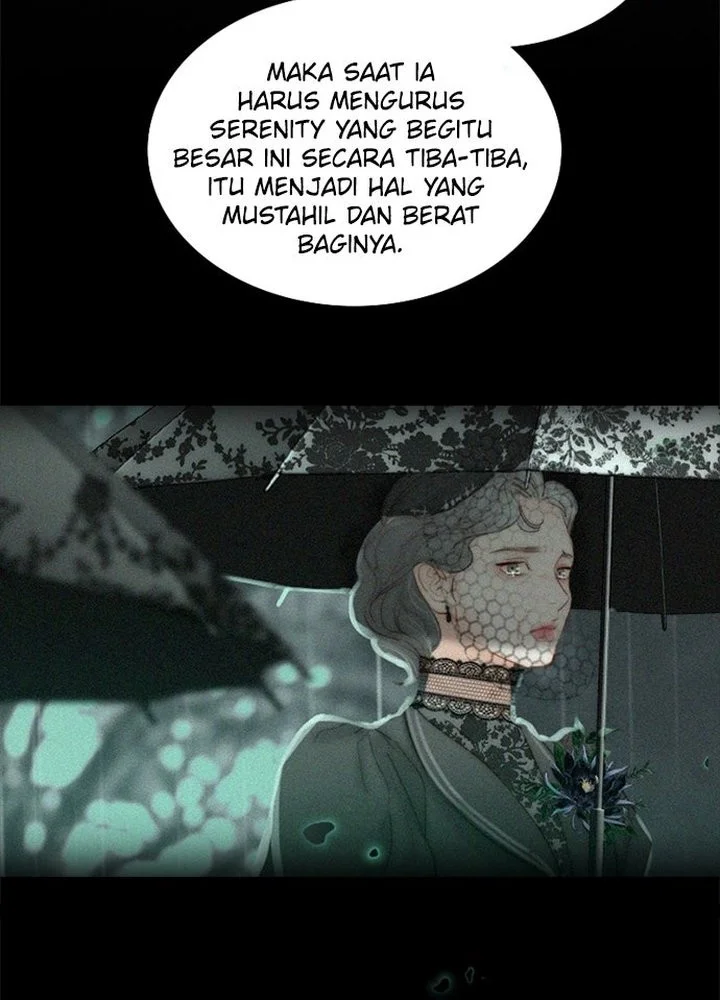 MAKA SAAT IA
HARUS MENGURUS
SERENITY YANG BEGITU
BESAR INI SECARA TIBA-TIBA,
ITU MENJADI HAL YANG
MUSTAHIL DAN BERAT
BAGINYA.